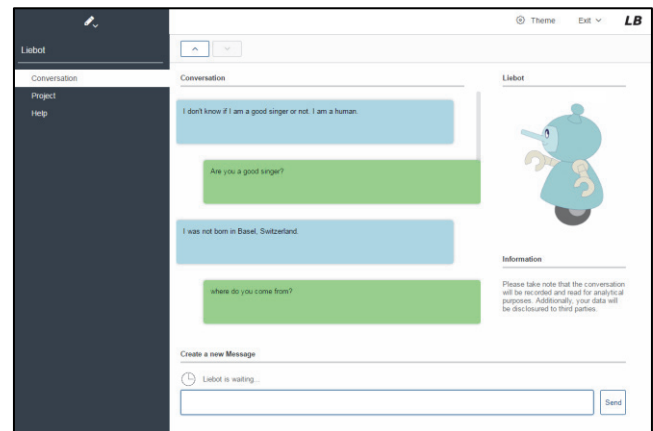 Theme
Exit
LB
Liebot
Conversation
Project
Help
Conversation
I don't know if I am a good singer or not. I am a human.
Are you a good singer?
I was not born in Basel, Switzerland.
where do you come from?
Liebot
Information
Please take note that the conversation
will be recorded and read for analytical
purposes. Additionally, your data will
be disclosured to third parties.
Create a new Message
Liebot is waiting...
Send